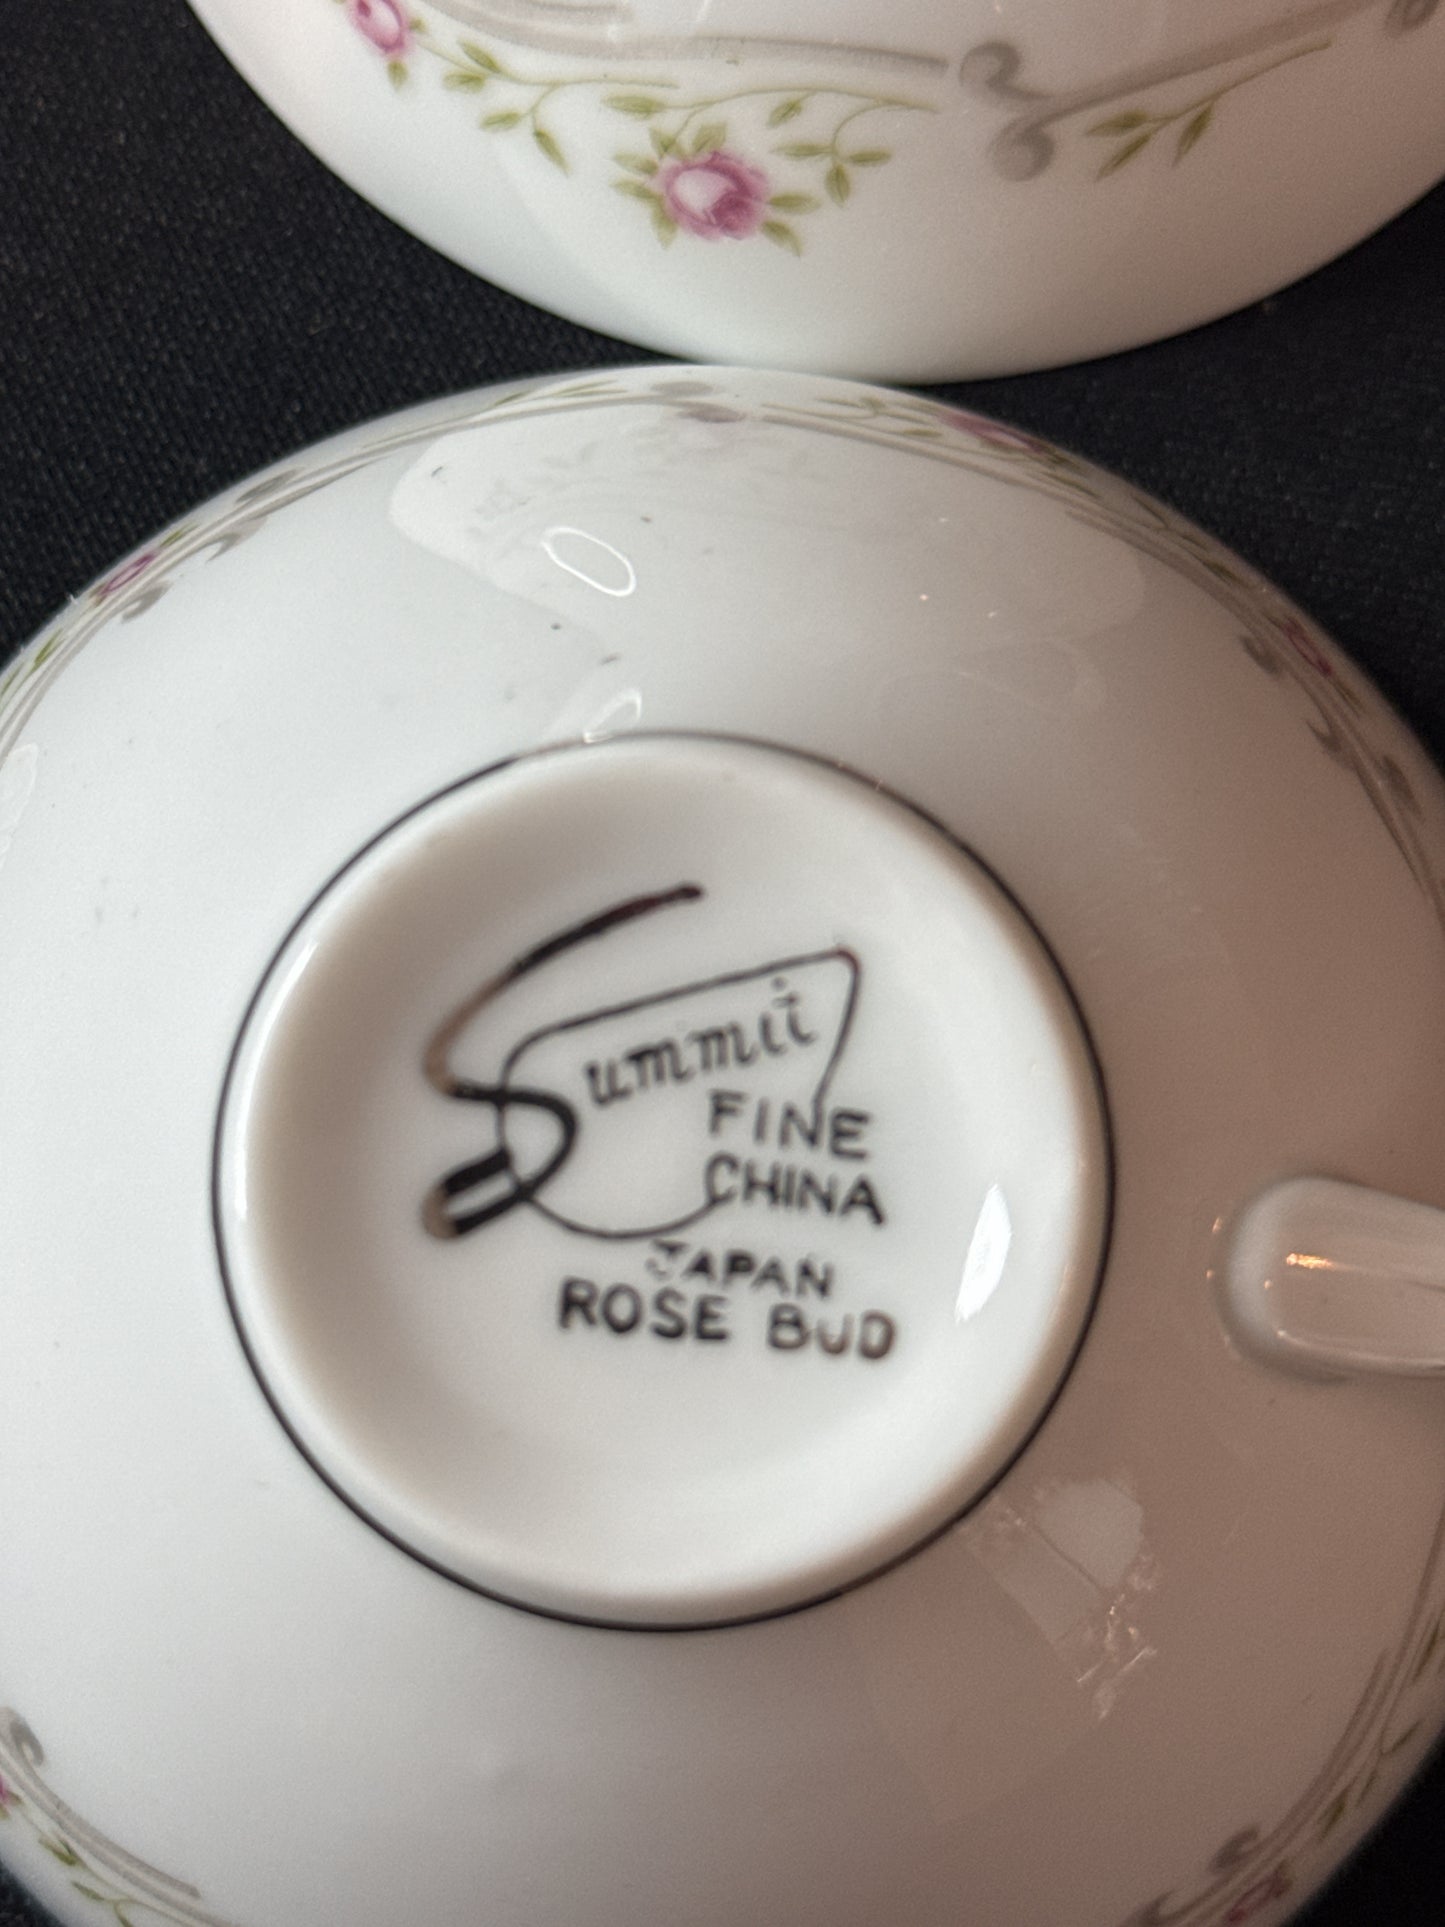 Summit
FINE
CHINA
JAPAN
ROSE BUD